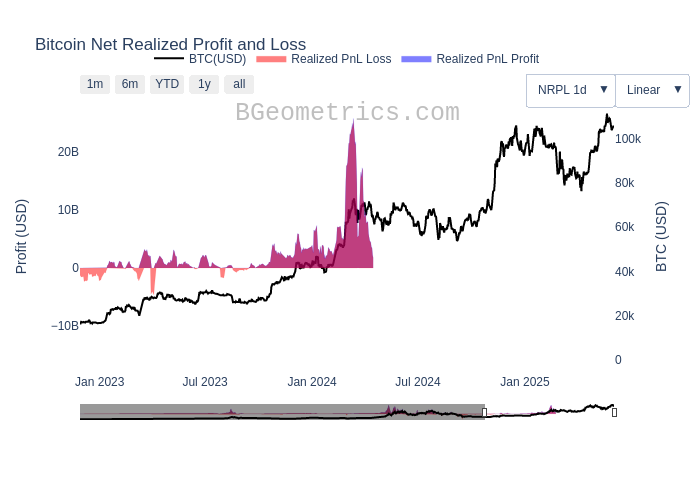 Bitcoin Net Realized Profit and Loss
BTC(USD) Realized PnL Loss Realized PnL Profit
1m 6m YTD 1y all
NRPL 1d ▼ Linear ▼
BGeometrics.com
20B
10B
0
−10B
Profit (USD)
100k
80k
60k
40k
20k
0
BTC (USD)
Jan 2023 Jul 2023 Jan 2024 Jul 2024 Jan 2025